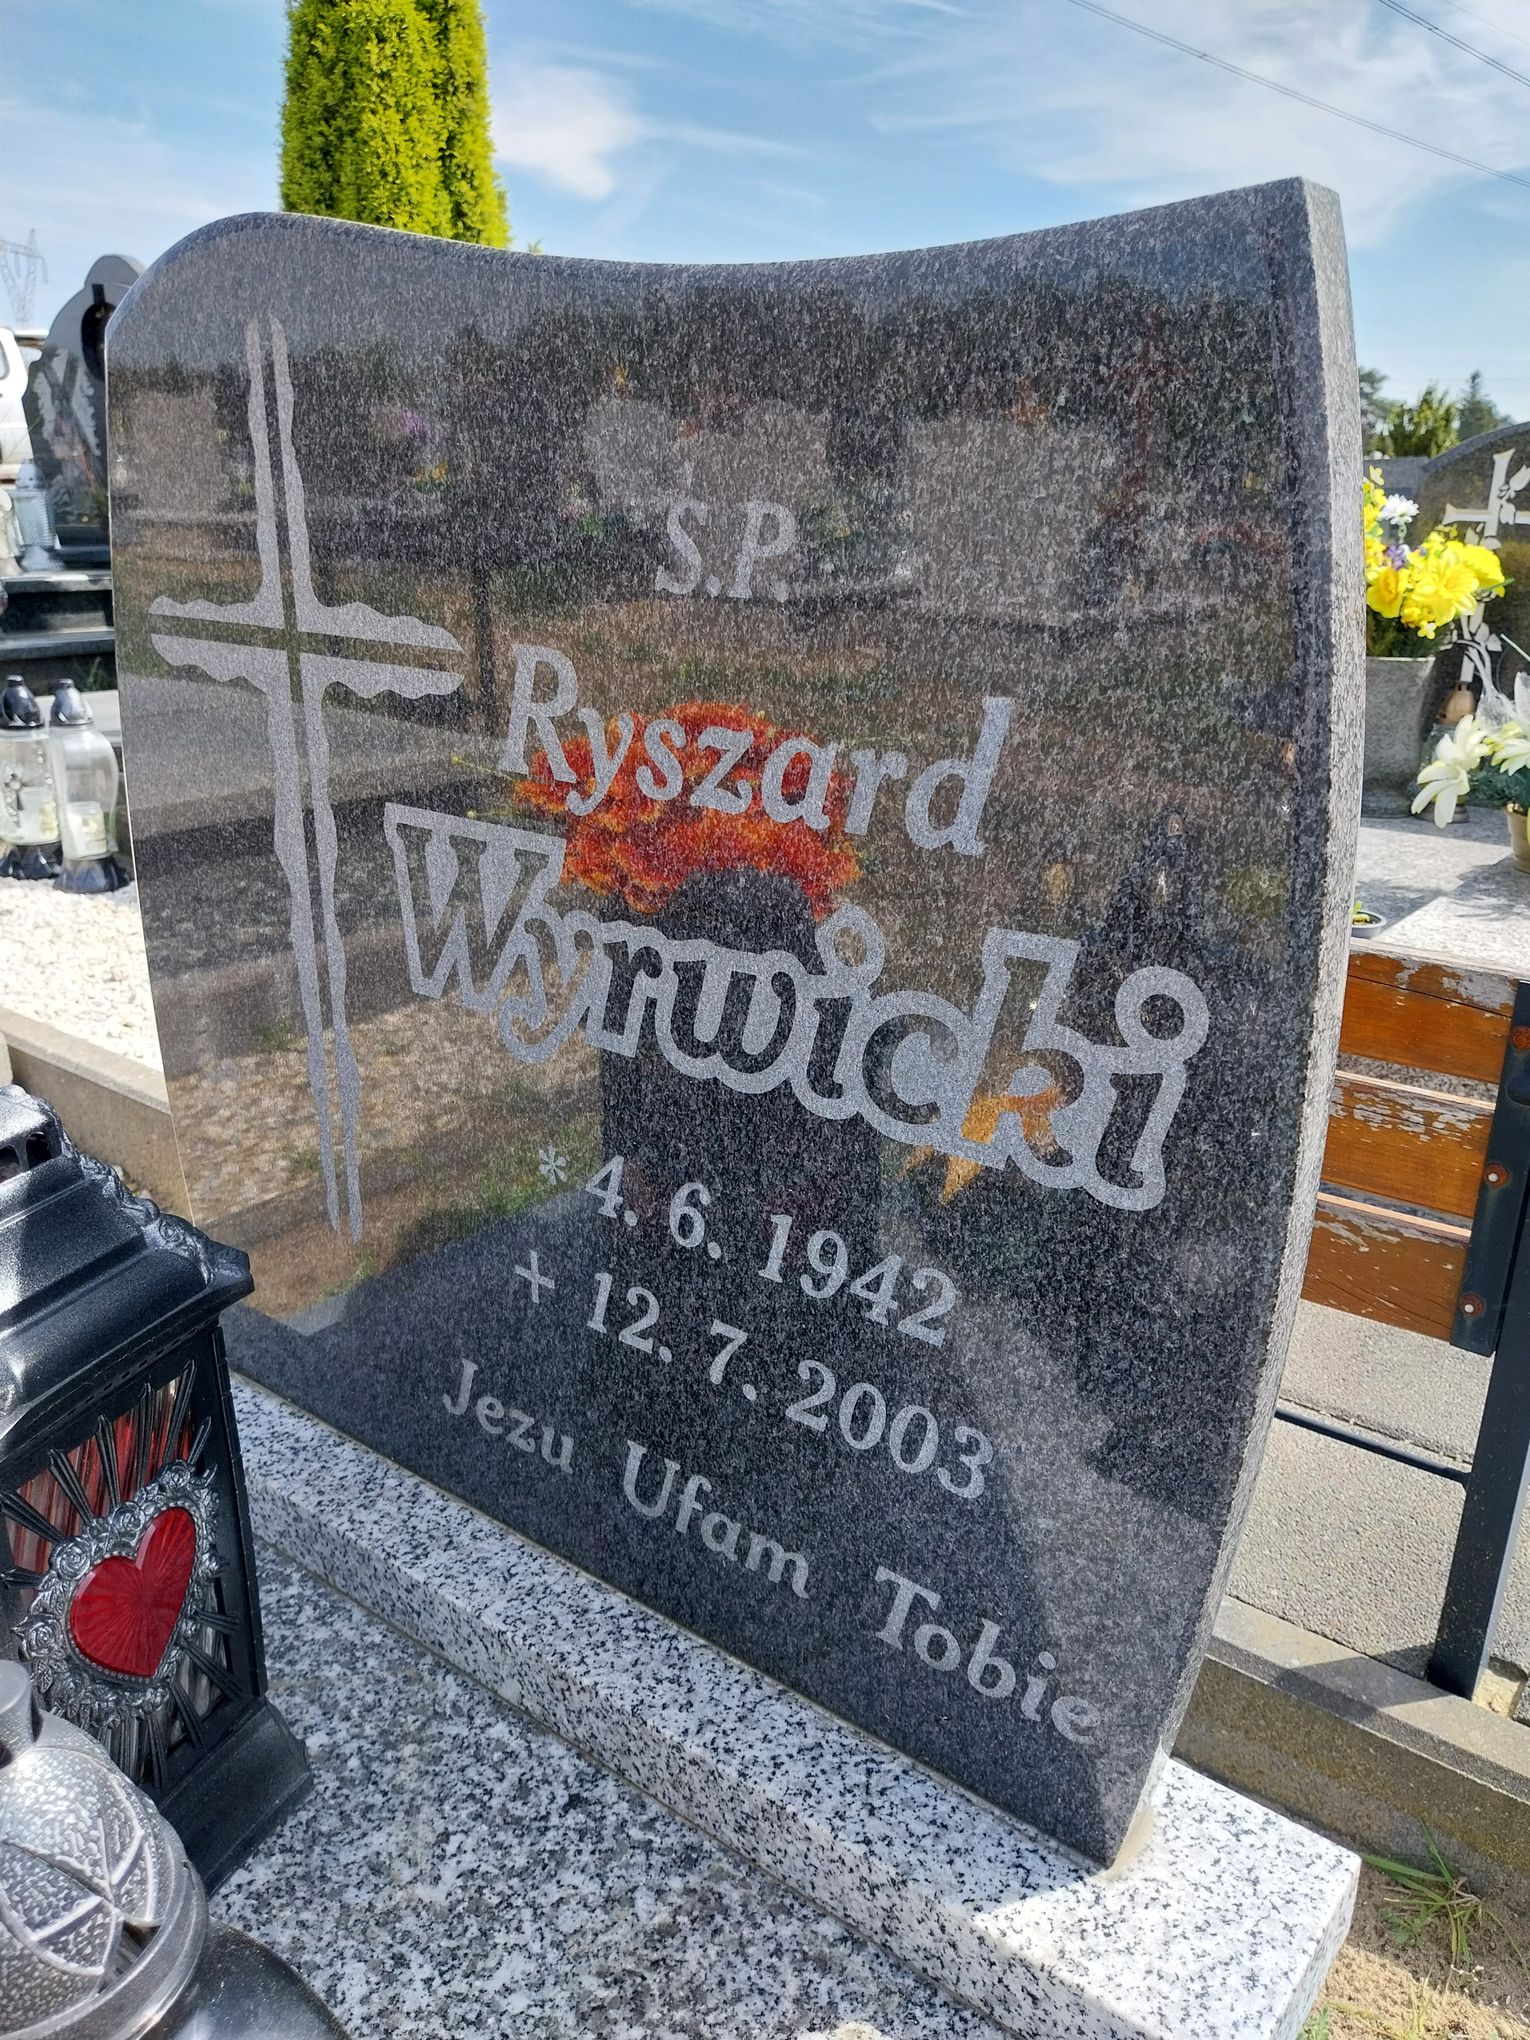 S.P.
Ryszard
Wyrwicki
* 4. 6. 1942
+ 12. 7. 2003
Jezu Ufam Tobie